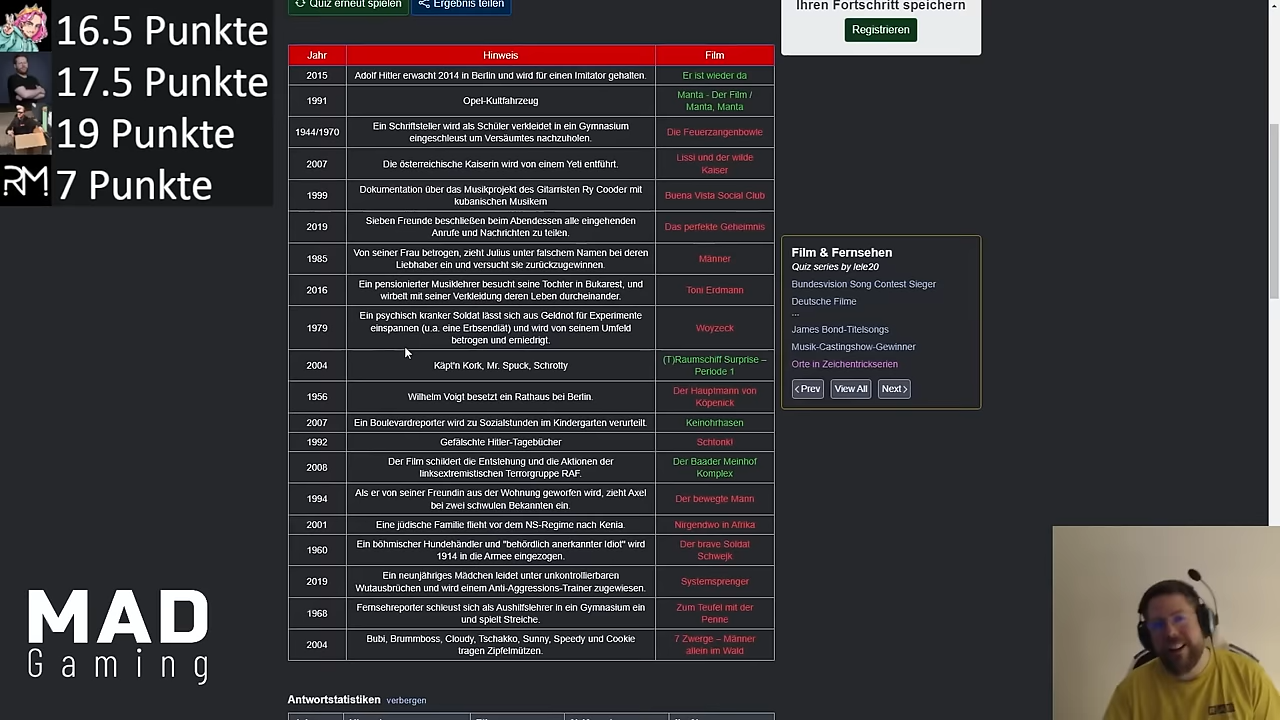 16.5 Punkte
17.5 Punkte
19 Punkte
RM
7 Punkte
Quiz erneut spielen
Ergebnis teilen
Ihren Fortschritt speichern
Registrieren
Jahr Hinweis Film
2015 Adolf Hitler erwacht 2014 in Berlin und wird für einen Imitator gehalten. Er ist wieder da
1991 Opel-Kultfahrzeug Manta - Der Film /
Manta, Manta
1944/1970 Ein Schriftsteller wird als Schüler verkleidet in ein Gymnasium
eingeschleust um Versäumtes nachzuholen. Die Feuerzangenbowle
2007 Die österreichische Kaiserin wird von einem Yeti entführt. Lissi und der wilde
Kaiser
1999 Dokumentation über das Musikprojekt des Gitarristen Ry Cooder mit
kubanischen Musikern Buena Vista Social Club
2019 Sieben Freunde beschließen beim Abendessen alle eingehenden
Anrufe und Nachrichten zu teilen. Das perfekte Geheimnis
1985 Von seiner Frau betrogen, zieht Julius unter falschem Namen bei deren
Liebhaber ein und versucht sie zurückzugewinnen. Männer
2016 Ein pensionierter Musiklehrer besucht seine Tochter in Bukarest, und
wirbelt mit seiner Verkleidung deren Leben durcheinander. Toni Erdmann
1979 Ein psychisch kranker Soldat lässt sich aus Geldnot für Experimente
einspannen (u.a. eine Erbsendiät) und wird von seinem Umfeld
betrogen und erniedrigt. Woyzeck
2004 Käpt'n Kork, Mr. Spuck, Schrotty (T)Raumschiff Surprise –
Periode 1
1956 Wilhelm Voigt besetzt ein Rathaus bei Berlin. Der Hauptmann von
Köpenick
2007 Ein Boulevardreporter wird zu Sozialstunden im Kindergarten verurteilt. Keinohrhasen
1992 Gefälschte Hitler-Tagebücher Schtonk!
2008 Der Film schildert die Entstehung und die Aktionen der
linksextremistischen Terrorgruppe RAF. Der Baader Meinhof
Komplex
1994 Als er von seiner Freundin aus der Wohnung geworfen wird, zieht Axel
bei zwei schwulen Bekannten ein. Der bewegte Mann
2001 Eine jüdische Familie flieht vor dem NS-Regime nach Kenia. Nirgendwo in Afrika
1960 Ein böhmischer Hundehändler und "behördlich anerkannter Idiot" wird
1914 in die Armee eingezogen. Der brave Soldat
Schwejk
2019 Ein neunjähriges Mädchen leidet unter unkontrollierbaren
Wutausbrüchen und wird einem Anti-Aggressions-Trainer zugewiesen. Systemsprenger
1968 Fernsehreporter schleust sich als Aushilfslehrer in ein Gymnasium ein
und spielt Streiche. Zum Teufel mit der
Penne
2004 Bubi, Brummboss, Cloudy, Tschakko, Sunny, Speedy und Cookie
tragen Zipfelmützen. 7 Zwerge – Männer
allein im Wald
Antwortstatistiken verbergen
Film & Fernsehen
Quiz series by leie20
Bundesvision Song Contest Sieger
Deutsche Filme
...
James Bond-Titelsongs
Musik-Castingshow-Gewinner
Orte in Zeichentrickserien
Prev View All Next
MAD
Gaming